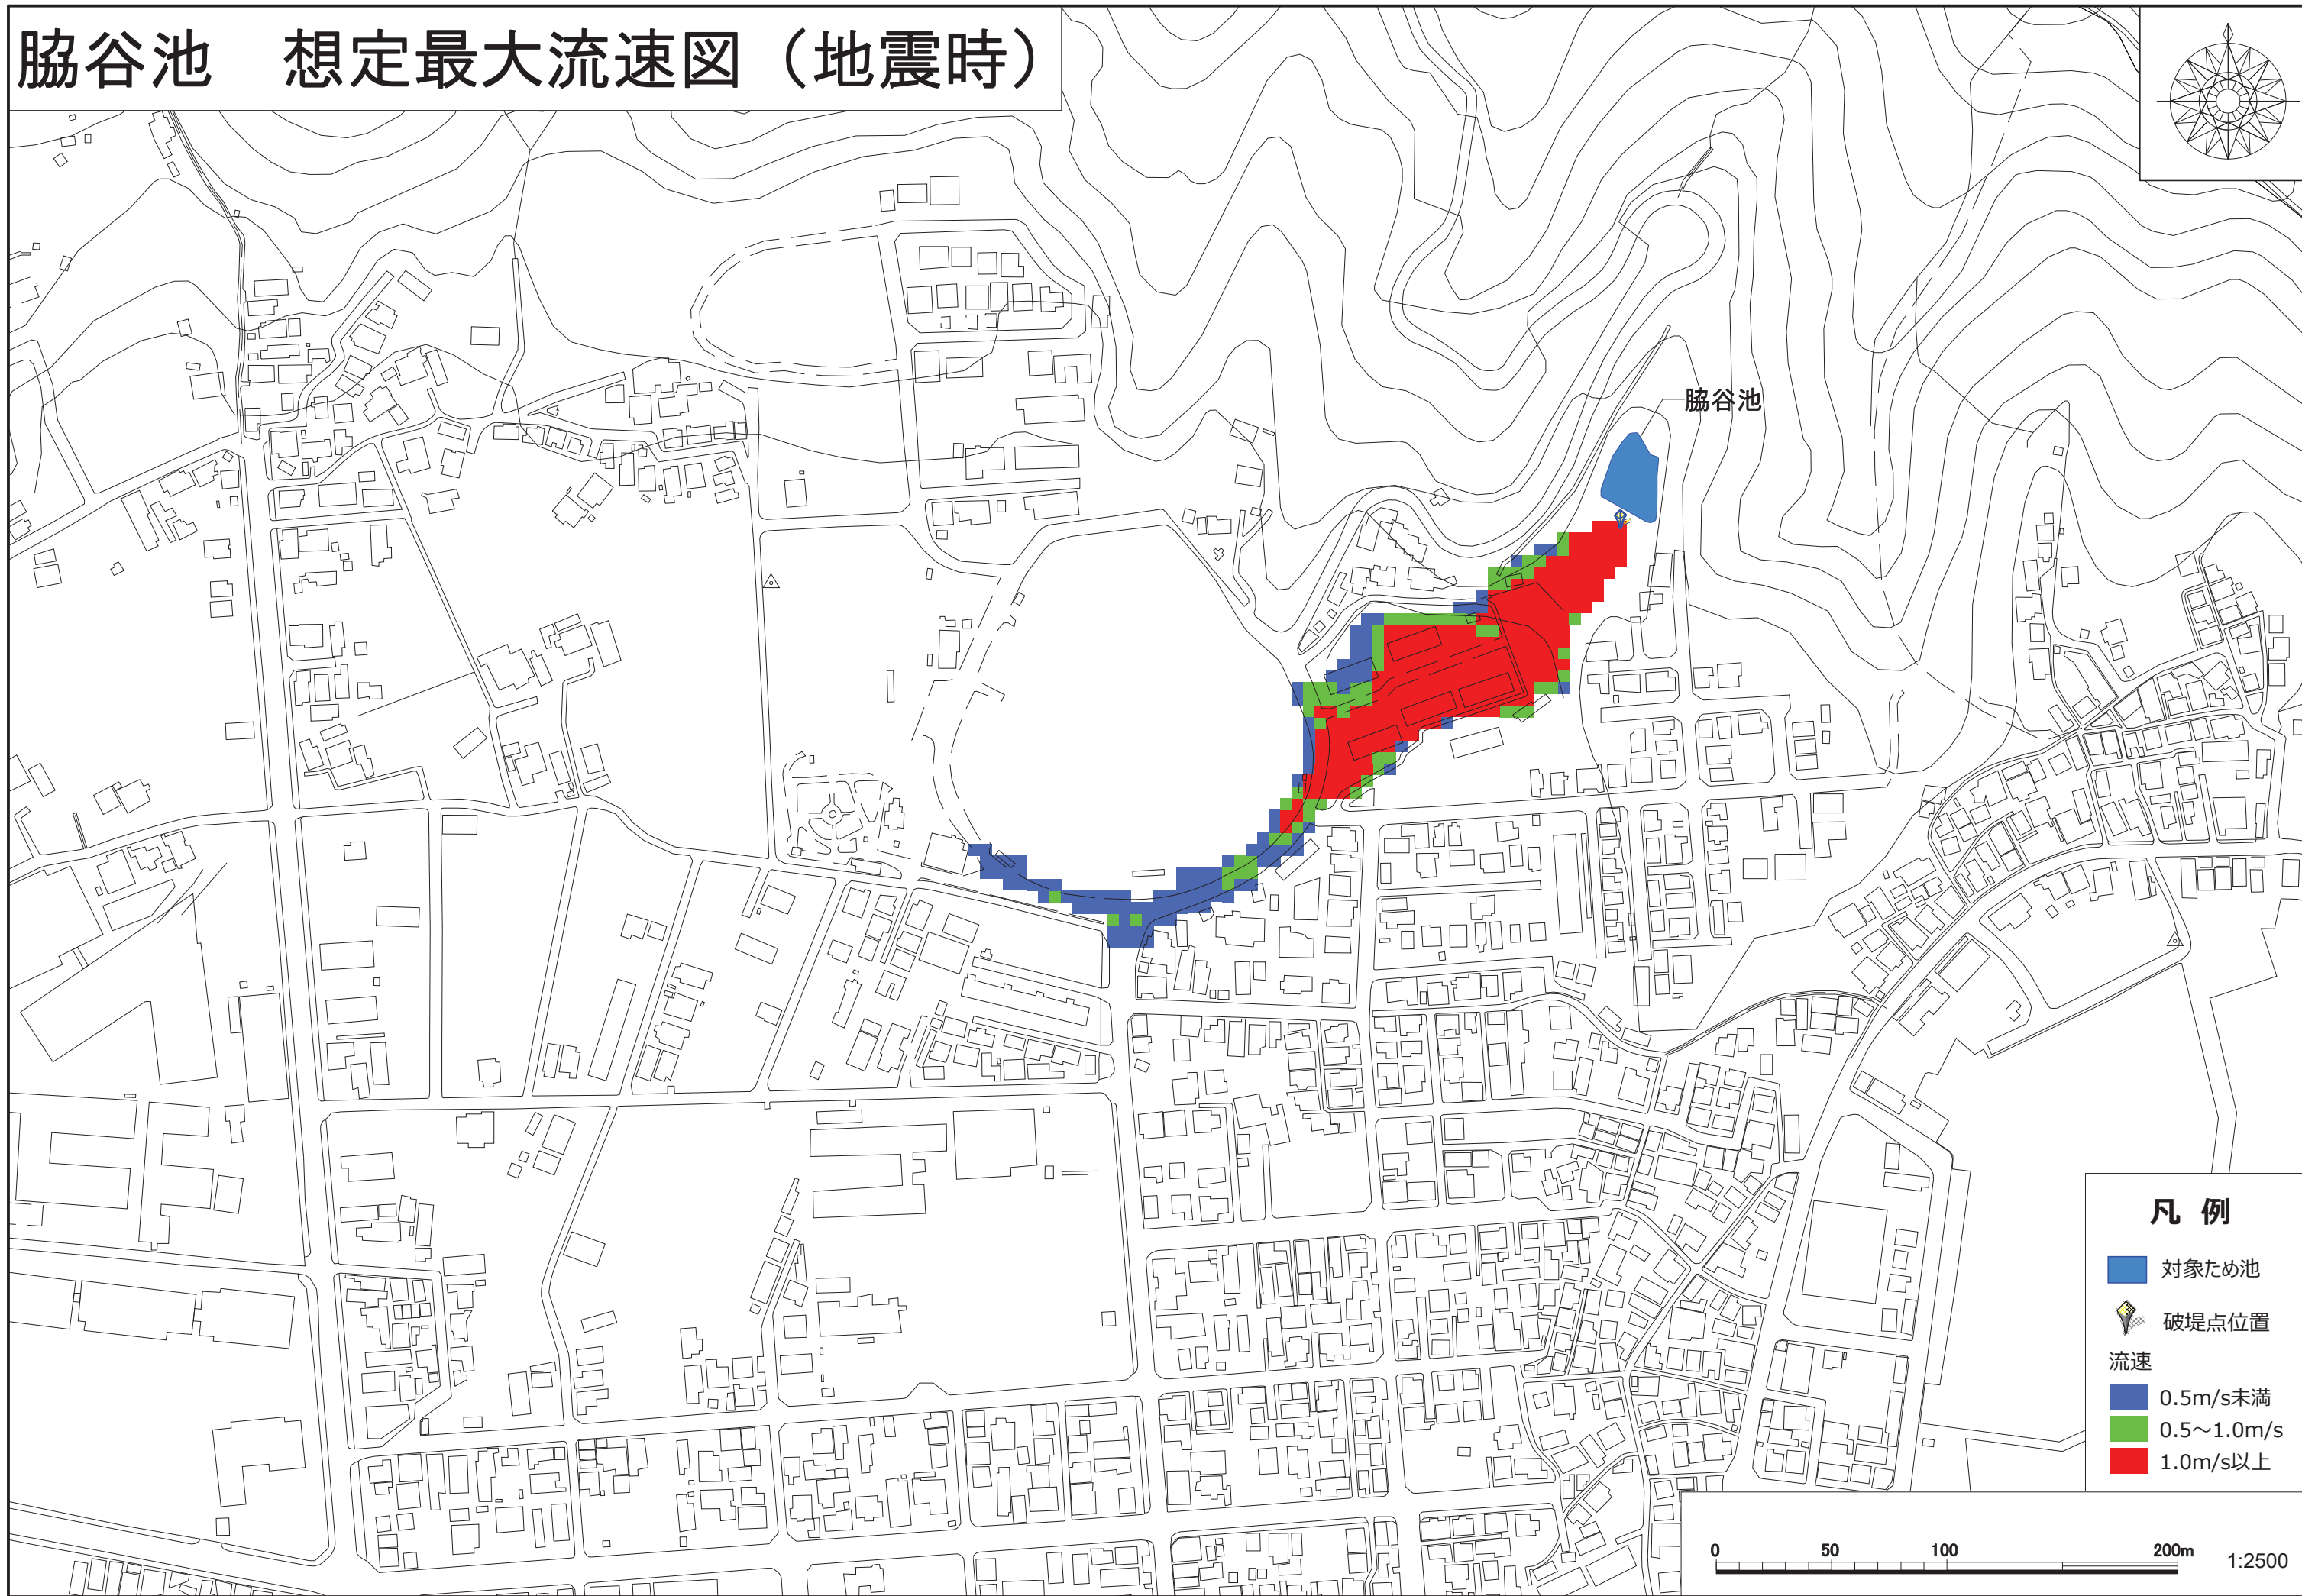 脇谷池　想定最大流速図（地震時）
脇谷池
凡 例
対象ため池
破堤点位置
流速
0.5m/s未満
0.5～1.0m/s
1.0m/s以上
0 50 100 200m
1:2500